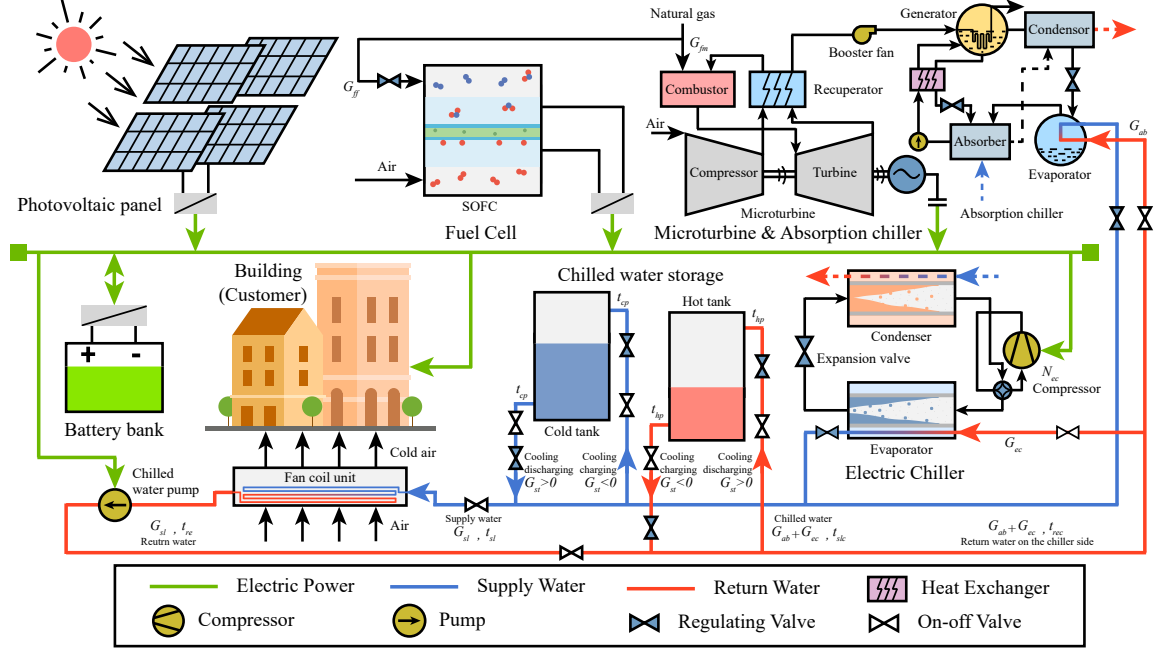 Natural gas
G_fm
G_ff
Air
SOFC
Fuel Cell
Photovoltaic panel
Combustor
Recuperator
Booster fan
Generator
Condensor
Air
Compressor
Turbine
Microturbine
Microturbine & Absorption chiller
Absorber
Evaporator
Absorption chiller
G_ab
Building
(Customer)
+ -
Battery bank
Chilled water storage
t_cp
Cold tank
t_cp
Hot tank
t_hp
t_hp
Cooling
discharging
G_st>0
Cooling
charging
G_st<0
Cooling
charging
G_st<0
Cooling
discharging
G_st>0
Condenser
Expansion valve
N_ec
Compressor
Evaporator
Electric Chiller
G_ec
Cold air
Fan coil unit
Air
Chilled
water pump
G_sl , t_re
Reutrn water
Supply water
G_sl , t_sl
Chilled water
G_ab+G_ec , t_slc
G_ab+G_ec , t_rec
Return water on the chiller side
Electric Power
Supply Water
Return Water
Heat Exchanger
Compressor
Pump
Regulating Valve
On-off Valve